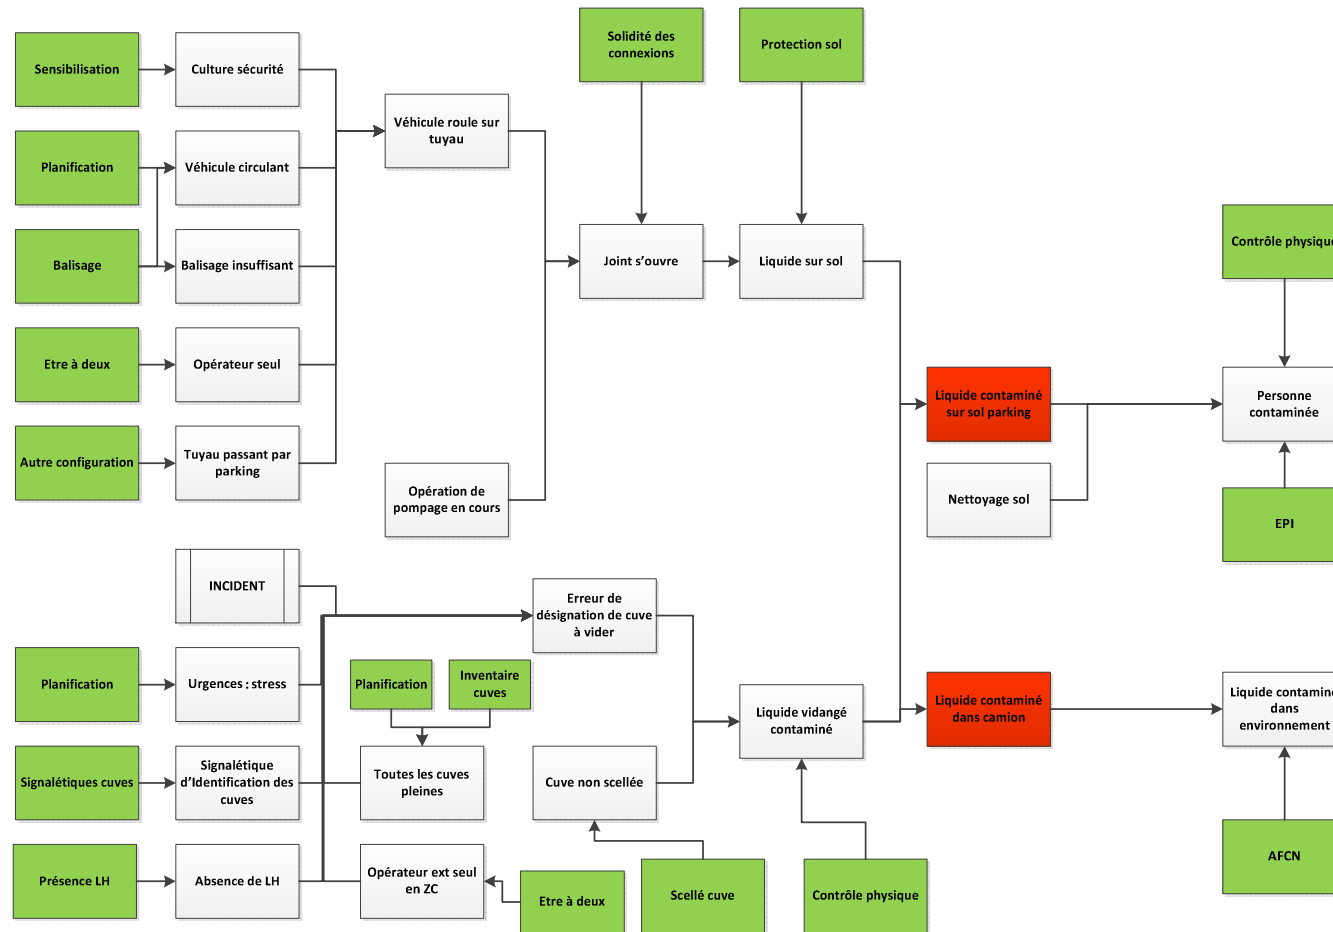 Solidité des
connexions
Protection sol
Sensibilisation
Culture sécurité
Véhicule roule sur
tuyau
Planification
Véhicule circulant
Balisage
Balisage insuffisant
Joint s’ouvre
Liquide sur sol
Contrôle physique
Etre à deux
Opérateur seul
Liquide contaminé
sur sol parking
Personne
contaminée
Autre configuration
Tuyau passant par
parking
Opération de
pompage en cours
Nettoyage sol
EPI
INCIDENT
Erreur de
désignation de cuve
à vider
Planification
Urgences : stress
Planification
Inventaire
cuves
Liquide vidangé
contaminé
Liquide contaminé
dans camion
Liquide contaminé
dans
environnement
Signalétiques cuves
Signalétique
d’Identification des
cuves
Toutes les cuves
pleines
Cuve non scellée
Présence LH
Absence de LH
Opérateur ext seul
en ZC
Etre à deux
Scellé cuve
Contrôle physique
AFCN